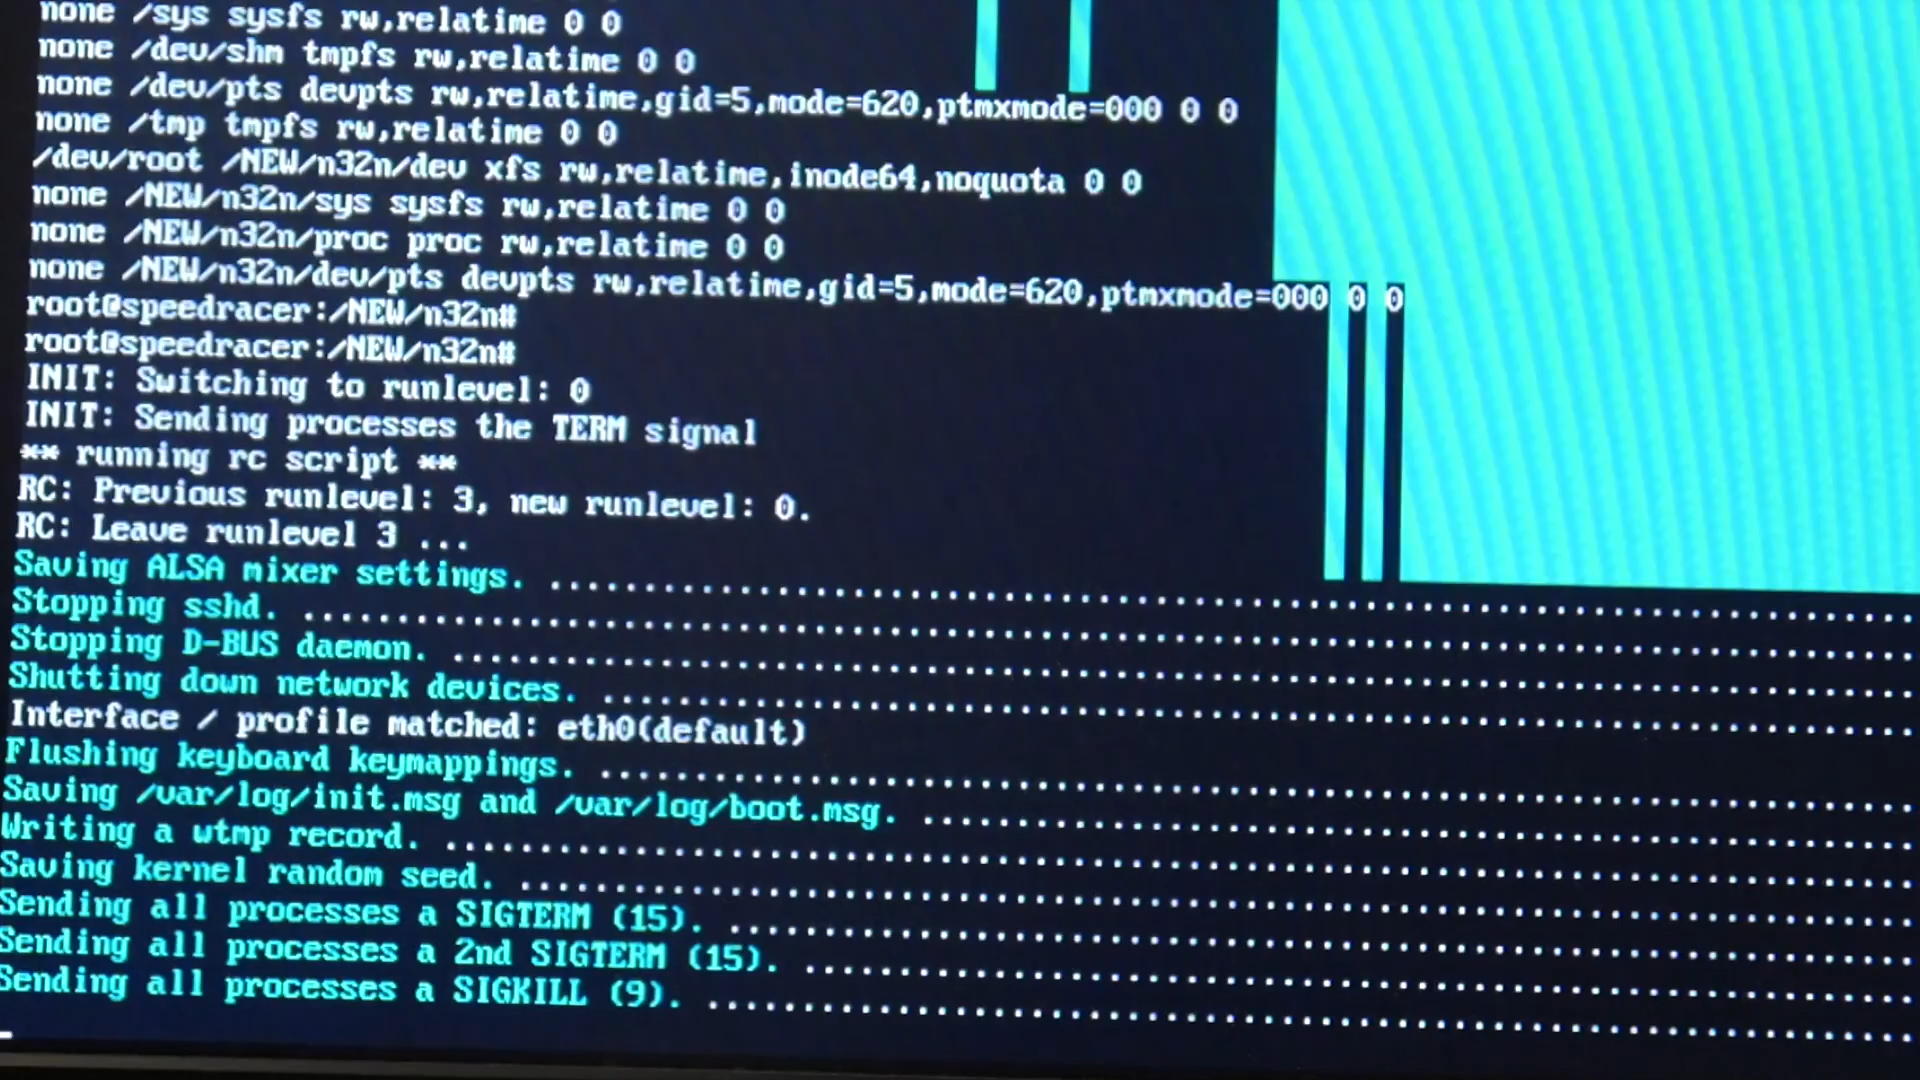 none /sys sysfs rw,relatime 0 0
none /dev/shm tmpfs rw,relatime 0 0
none /dev/pts devpts rw,relatime,gid=5,mode=620,ptmxmode=000 0 0
none /tmp tmpfs rw,relatime 0 0
/dev/root /NEW/n32n/dev xfs rw,relatime,inode64,noquota 0 0
none /NEW/n32n/sys sysfs rw,relatime 0 0
none /NEW/n32n/proc proc rw,relatime 0 0
none /NEW/n32n/dev/pts devpts rw,relatime,gid=5,mode=620,ptmxmode=000 0 0
root@speedracer:/NEW/n32n#
root@speedracer:/NEW/n32n#
INIT: Switching to runlevel: 0
INIT: Sending processes the TERM signal
** running rc script **
RC: Previous runlevel: 3, new runlevel: 0.
RC: Leave runlevel 3 ...
Saving ALSA mixer settings. ........................................................................
Stopping sshd. .....................................................................................
Stopping D-BUS daemon. .............................................................................
Shutting down network devices. .....................................................................
Interface / profile matched: eth0(default)
Flushing keyboard keymappings. .....................................................................
Saving /var/log/init.msg and /var/log/boot.msg. ....................................................
Writing a wtmp record. .............................................................................
Saving kernel random seed. .........................................................................
Sending all processes a SIGTERM (15). ..............................................................
Sending all processes a 2nd SIGTERM (15). ..........................................................
Sending all processes a SIGKILL (9). ...............................................................